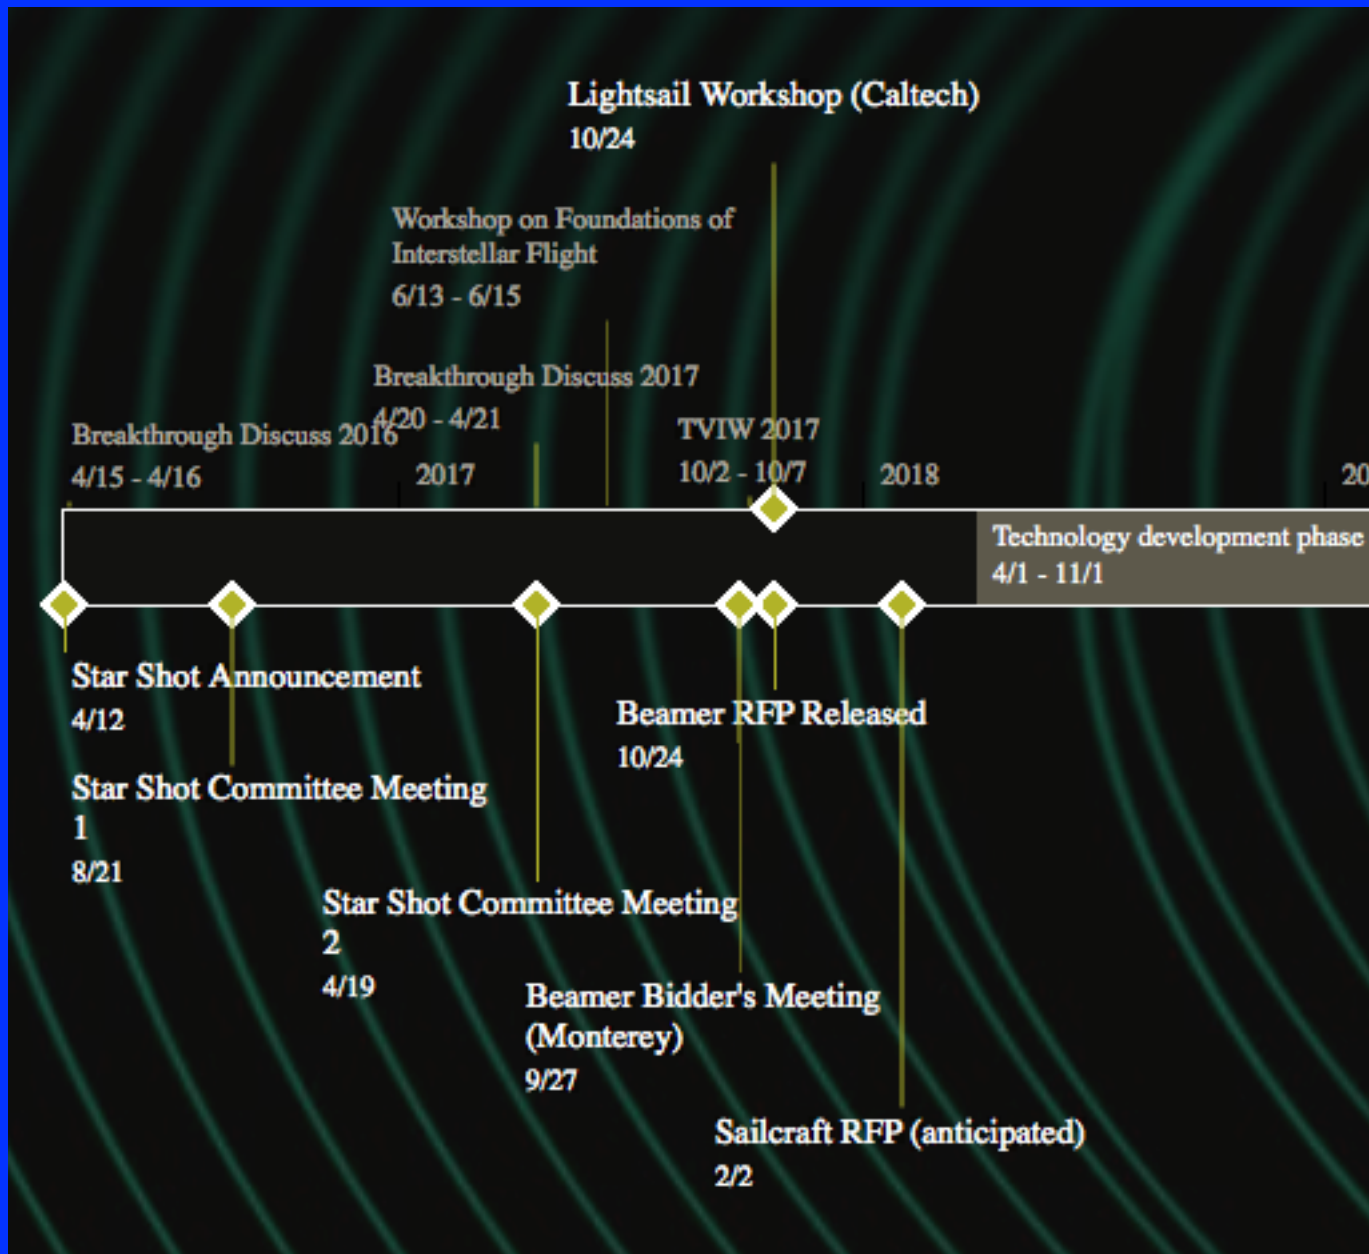 Lightsail Workshop (Caltech)
10/24
Workshop on Foundations of
Interstellar Flight
6/13 - 6/15
Breakthrough Discuss 2017
4/20 - 4/21
Breakthrough Discuss 2016
4/15 - 4/16
TVIW 2017
10/2 - 10/7
2017
2018
20
Technology development phase
4/1 - 11/1
Star Shot Announcement
4/12
Star Shot Committee Meeting
1
8/21
Beamer RFP Released
10/24
Star Shot Committee Meeting
2
4/19
Beamer Bidder's Meeting
(Monterey)
9/27
Sailcraft RFP (anticipated)
2/2